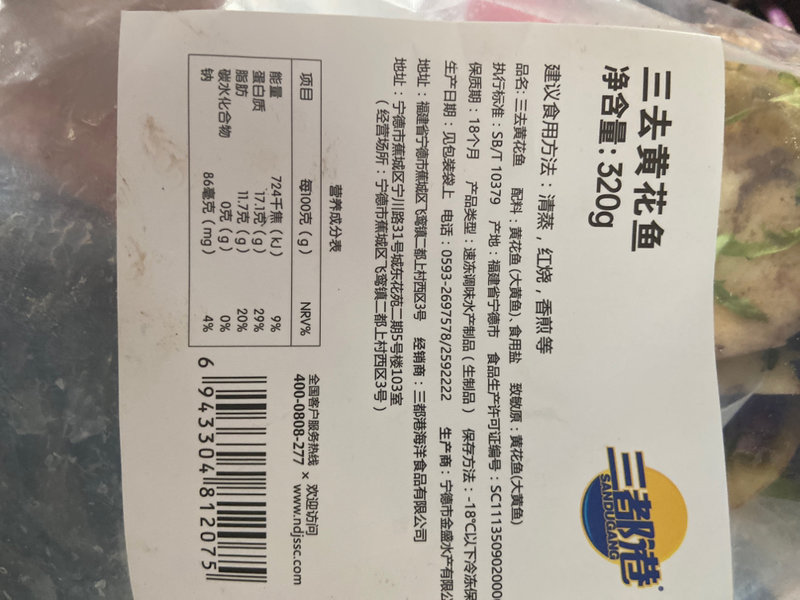 三去黄花鱼
净含量：320g
三都港
SANDUGANG
建议食用方法：清蒸，红烧，香煎 等
品名：三去黄花鱼 配料：黄花鱼(大黄鱼)、食用盐 致敏原：黄花鱼(大黄鱼)
执行标准：SB/T 10379 产地：福建省宁德市 食品生产许可证编号：SC11135090200
保质期：18个月 产品类型：速冻调味水产制品（生制品） 保存方法：-18℃以下冷冻保
生产日期：见包装袋上 电话：0593-2697578/2592222 生产商：宁德市金盛水产有限公
地址：福建省宁德市蕉城区飞鸾镇二都上村西区3号 经销商：三都港海洋食品有限公司
地址：宁德市蕉城区宁川路31号城东花苑二期5号楼103室
（经营场所：宁德市蕉城区飞鸾镇二都上村西区3号）
营养成分表
项目 每100克（g） NRV%
能量 724千焦（kJ） 9%
蛋白质 17.1克（g） 29%
脂肪 11.7克（g） 20%
碳水化合物 0克（g） 0%
钠 86毫克（mg） 4%
全国客户服务热线 × 欢迎访问
400-0808-277 www.ndjssc.com
6 943304 812075